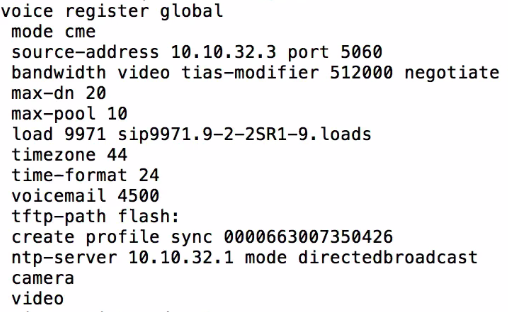 voice register global
mode cme
source-address 10.10.32.3 port 5060
bandwidth video tias-modifier 512000 negotiate
max-dn 20
max-pool 10
load 9971 sip9971.9-2-2SR1-9.loads
timezone 44
time-format 24
voicemail 4500
tftp-path flash:
create profile sync 0000663007350426
ntp-server 10.10.32.1 mode directedbroadcast
camera
video